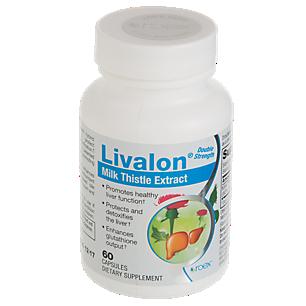 Livalon®
Double
Strength
Milk Thistle Extract
• Promotes healthy
liver function†
• Protects and
detoxifies
the liver†
• Enhances
glutathione
output†
60
CAPSULES
DIETARY SUPPLEMENT
roex